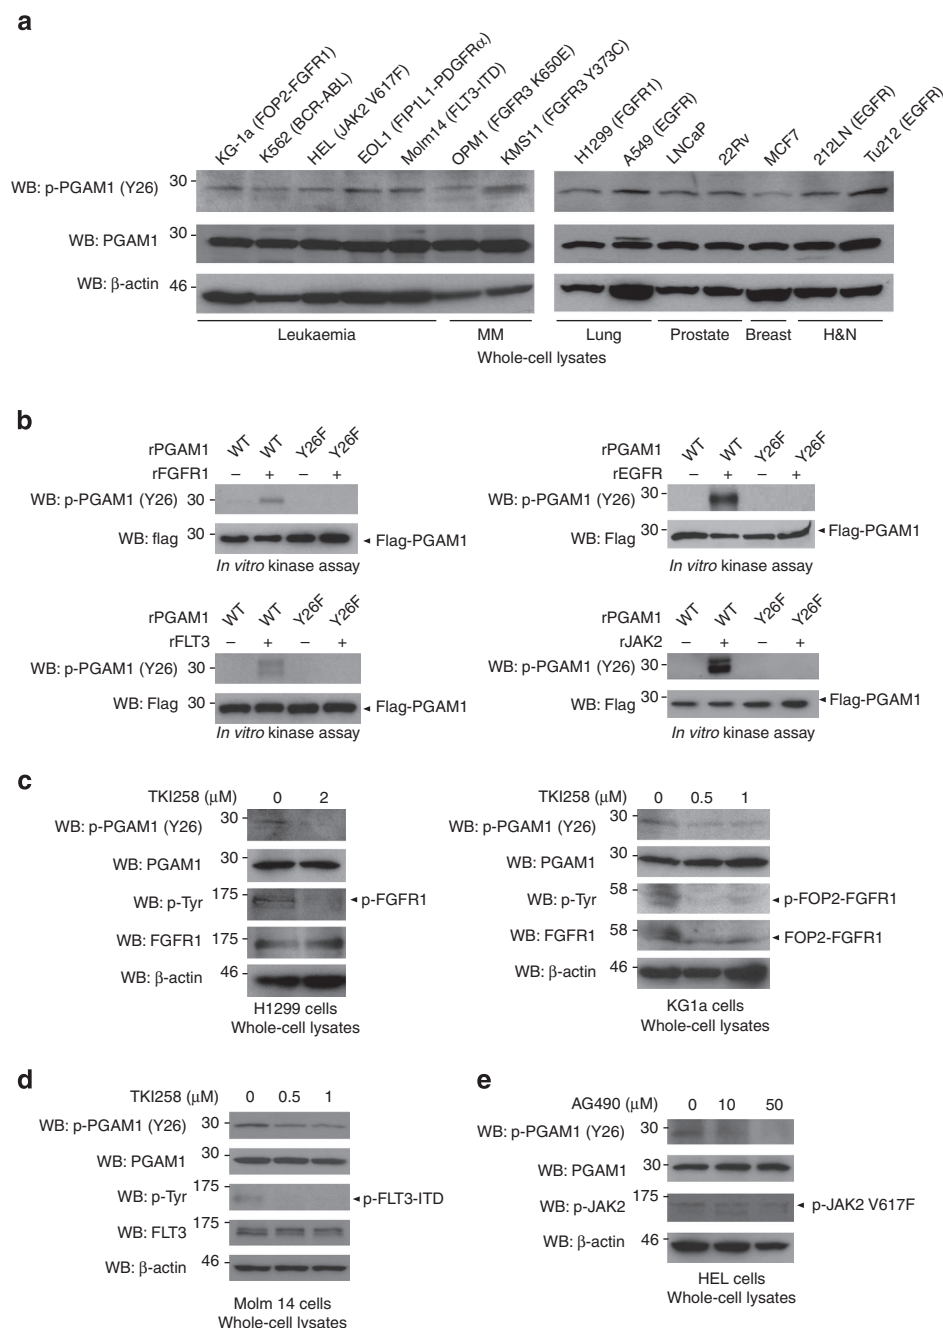 a
KG-1a (FOP2-FGFR1)
K562 (BCR-ABL)
HEL (JAK2 V617F)
EOL1 (FIP1L1-PDGFRα)
Molm14 (FLT3-ITD)
OPM1 (FGFR3 K650E)
KMS11 (FGFR3 Y373C)
H1299 (FGFR1)
A549 (EGFR)
LNCaP
22Rv
MCF7
212LN (EGFR)
Tu212 (EGFR)
WB: p-PGAM1 (Y26) 30
WB: PGAM1 30
WB: β-actin 46
Leukaemia MM Lung Prostate Breast H&N
Whole-cell lysates
b
rPGAM1 WT WT Y26F Y26F
rFGFR1 – + – +
WB: p-PGAM1 (Y26) 30
WB: flag 30 Flag-PGAM1
In vitro kinase assay
rPGAM1 WT WT Y26F Y26F
rEGFR – + – +
WB: p-PGAM1 (Y26) 30
WB: Flag 30 Flag-PGAM1
In vitro kinase assay
rPGAM1 WT WT Y26F Y26F
rFLT3 – + – +
WB: p-PGAM1 (Y26) 30
WB: Flag 30 Flag-PGAM1
In vitro kinase assay
rPGAM1 WT WT Y26F Y26F
rJAK2 – + – +
WB: p-PGAM1 (Y26) 30
WB: Flag 30 Flag-PGAM1
In vitro kinase assay
c
TKI258 (μM) 0 2
WB: p-PGAM1 (Y26) 30
WB: PGAM1 30
WB: p-Tyr 175 p-FGFR1
WB: FGFR1 175
WB: β-actin 46
H1299 cells
Whole-cell lysates
TKI258 (μM) 0 0.5 1
WB: p-PGAM1 (Y26) 30
WB: PGAM1 30
WB: p-Tyr 58 p-FOP2-FGFR1
WB: FGFR1 58 FOP2-FGFR1
WB: β-actin 46
KG1a cells
Whole-cell lysates
d
TKI258 (μM) 0 0.5 1
WB: p-PGAM1 (Y26) 30
WB: PGAM1 30
WB: p-Tyr 175 p-FLT3-ITD
WB: FLT3 175
WB: β-actin 46
Molm 14 cells
Whole-cell lysates
e
AG490 (μM) 0 10 50
WB: p-PGAM1 (Y26) 30
WB: PGAM1 30
WB: p-JAK2 175 p-JAK2 V617F
WB: β-actin 46
HEL cells
Whole-cell lysates